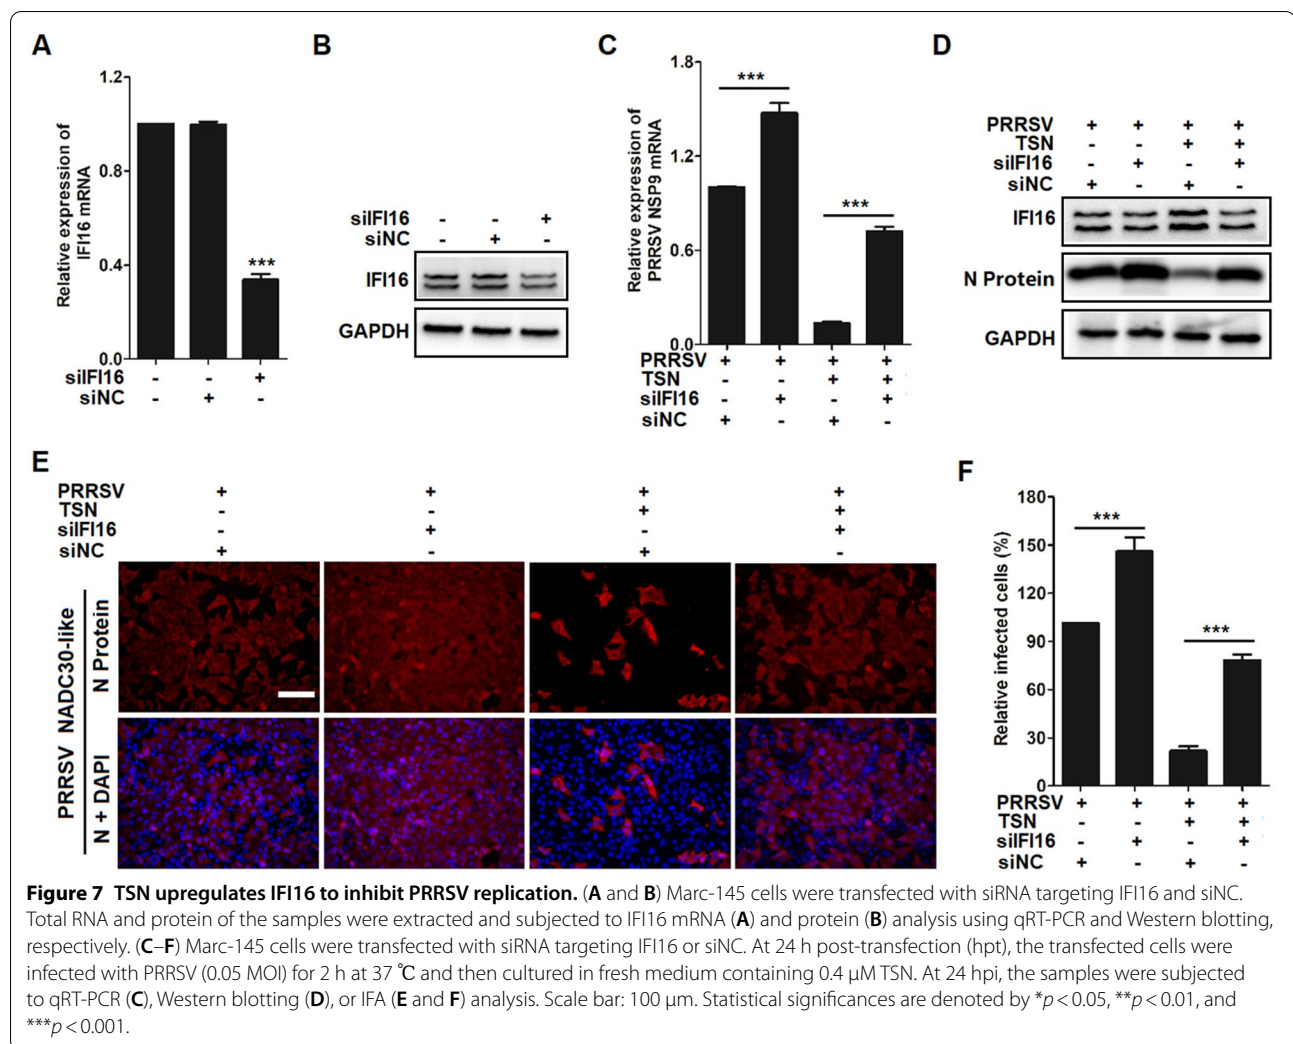 A
Relative expression of
IFI16 mRNA
1.2
0.8
0.4
0.0
***
siIFI16 - - +
siNC - + -
B
siIFI16 - - +
siNC - + -
IFI16
GAPDH
C
Relative expression of
PRRSV NSP9 mRNA
1.8
1.2
0.6
0.0
***
***
PRRSV + + + +
TSN - - + +
siIFI16 - + - +
siNC + - + -
D
PRRSV + + + +
TSN - - + +
siIFI16 - + - +
siNC + - + -
IFI16
N Protein
GAPDH
E
PRRSV + + + +
TSN - - + +
siIFI16 - + - +
siNC + - + -
PRRSV NADC30-like
N Protein
N + DAPI
F
Relative infected cells (%)
180
150
120
90
60
30
0
***
***
PRRSV + + + +
TSN - - + +
siIFI16 - + - +
siNC + - + -
Figure 7 TSN upregulates IFI16 to inhibit PRRSV replication. (A and B) Marc-145 cells were transfected with siRNA targeting IFI16 and siNC.
Total RNA and protein of the samples were extracted and subjected to IFI16 mRNA (A) and protein (B) analysis using qRT-PCR and Western blotting,
respectively. (C–F) Marc-145 cells were transfected with siRNA targeting IFI16 or siNC. At 24 h post-transfection (hpt), the transfected cells were
infected with PRRSV (0.05 MOI) for 2 h at 37 ℃ and then cultured in fresh medium containing 0.4 μM TSN. At 24 hpi, the samples were subjected
to qRT-PCR (C), Western blotting (D), or IFA (E and F) analysis. Scale bar: 100 μm. Statistical significances are denoted by *p < 0.05, **p < 0.01, and
***p < 0.001.